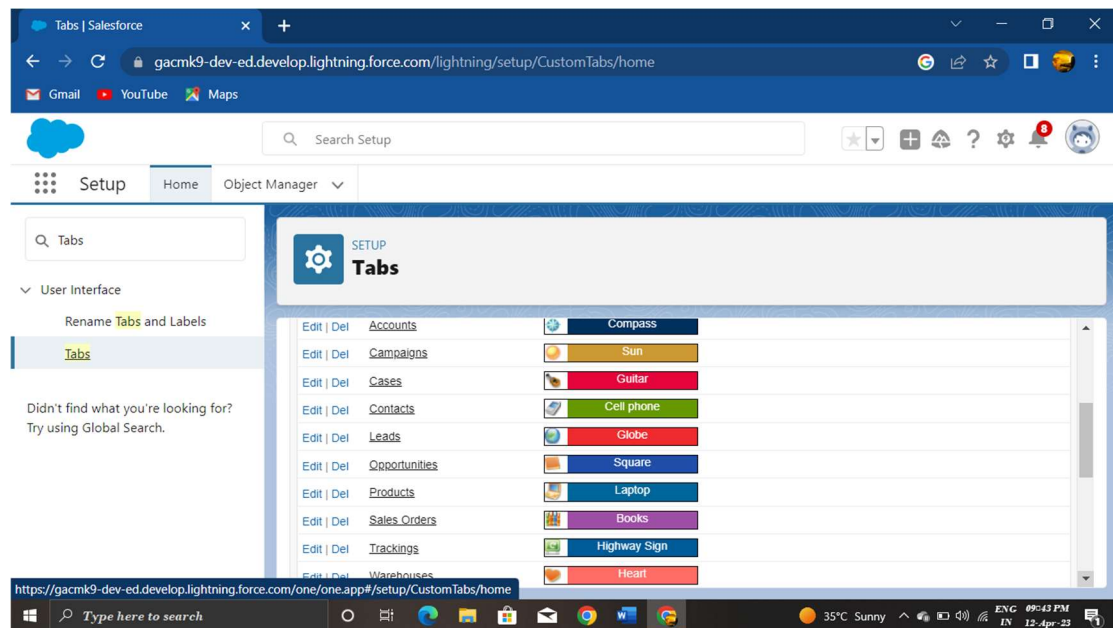 Tabs | Salesforce
gacmk9-dev-ed.develop.lightning.force.com/lightning/setup/CustomTabs/home
Gmail YouTube Maps
Search Setup
8
Setup Home Object Manager
Tabs
User Interface
Rename Tabs and Labels
Tabs
Didn't find what you're looking for?
Try using Global Search.
SETUP
Tabs
Edit | Del Accounts Compass
Edit | Del Campaigns Sun
Edit | Del Cases Guitar
Edit | Del Contacts Cell phone
Edit | Del Leads Globe
Edit | Del Opportunities Square
Edit | Del Products Laptop
Edit | Del Sales Orders Books
Edit | Del Trackings Highway Sign
Edit | Del Warehouses Heart
https://gacmk9-dev-ed.develop.lightning.force.com/one/one.app#/setup/CustomTabs/home
Type here to search
35°C Sunny
ENG
IN
09:43 PM
12-Apr-23
1